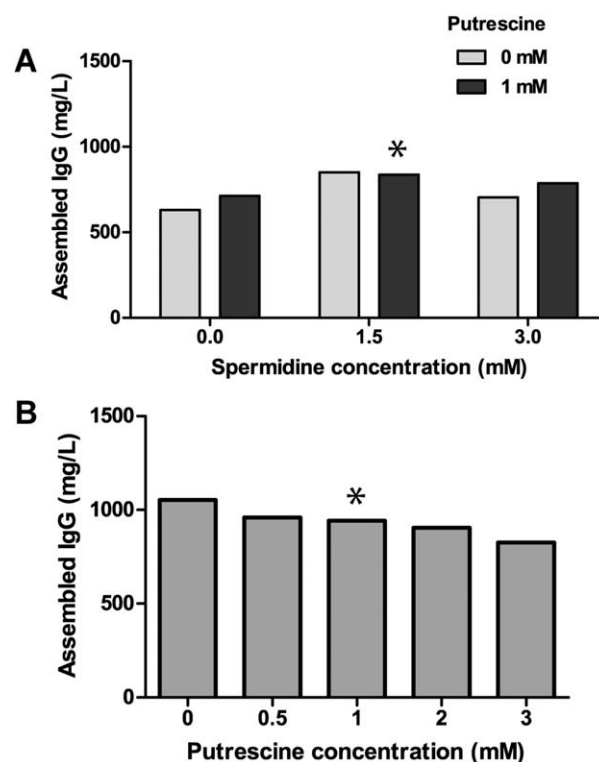 Putrescine
0 mM
1 mM
A
Assembled IgG (mg/L)
1500
1000
500
0
*
0.0 1.5 3.0
Spermidine concentration (mM)
B
Assembled IgG (mg/L)
1500
1000
500
0
*
0 0.5 1 2 3
Putrescine concentration (mM)